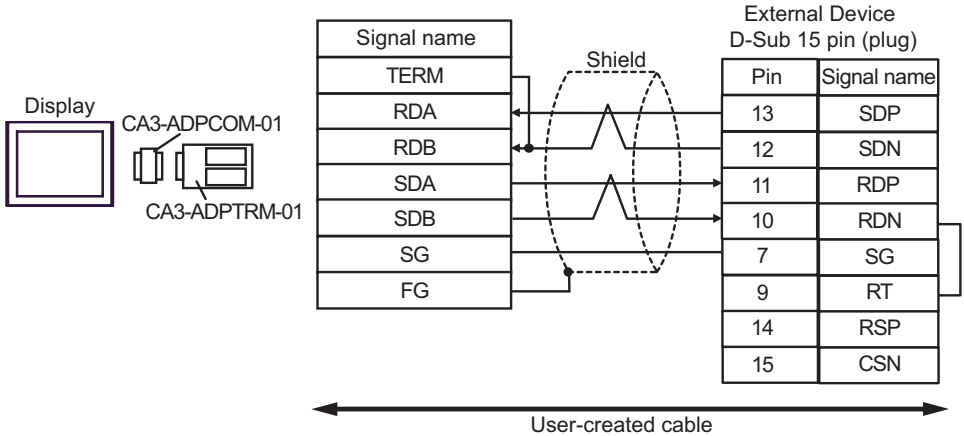 External Device
D-Sub 15 pin (plug)
Display
CA3-ADPCOM-01
CA3-ADPTRM-01
Signal name
TERM
RDA
RDB
SDA
SDB
SG
FG
Shield
Pin Signal name
13 SDP
12 SDN
11 RDP
10 RDN
7 SG
9 RT
14 RSP
15 CSN
User-created cable